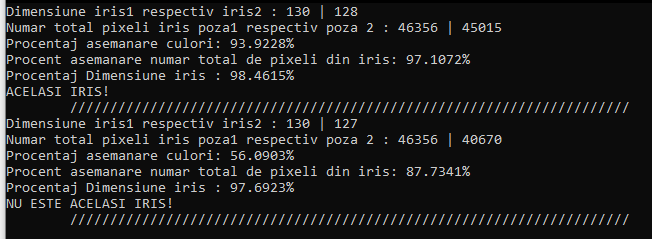 Dimensiune iris1 respectiv iris2 : 130 | 128
Numar total pixeli iris poza1 respectiv poza 2 : 46356 | 45015
Procentaj asemanare culori: 93.9228%
Procent asemanare numar total de pixeli din iris: 97.1072%
Procentaj Dimensiune iris : 98.4615%
ACELASI IRIS!
//////////////////////////////////////////////////////////////////////
Dimensiune iris1 respectiv iris2 : 130 | 127
Numar total pixeli iris poza1 respectiv poza 2 : 46356 | 40670
Procentaj asemanare culori: 56.0903%
Procent asemanare numar total de pixeli din iris: 87.7341%
Procentaj Dimensiune iris : 97.6923%
NU ESTE ACELASI IRIS!
//////////////////////////////////////////////////////////////////////